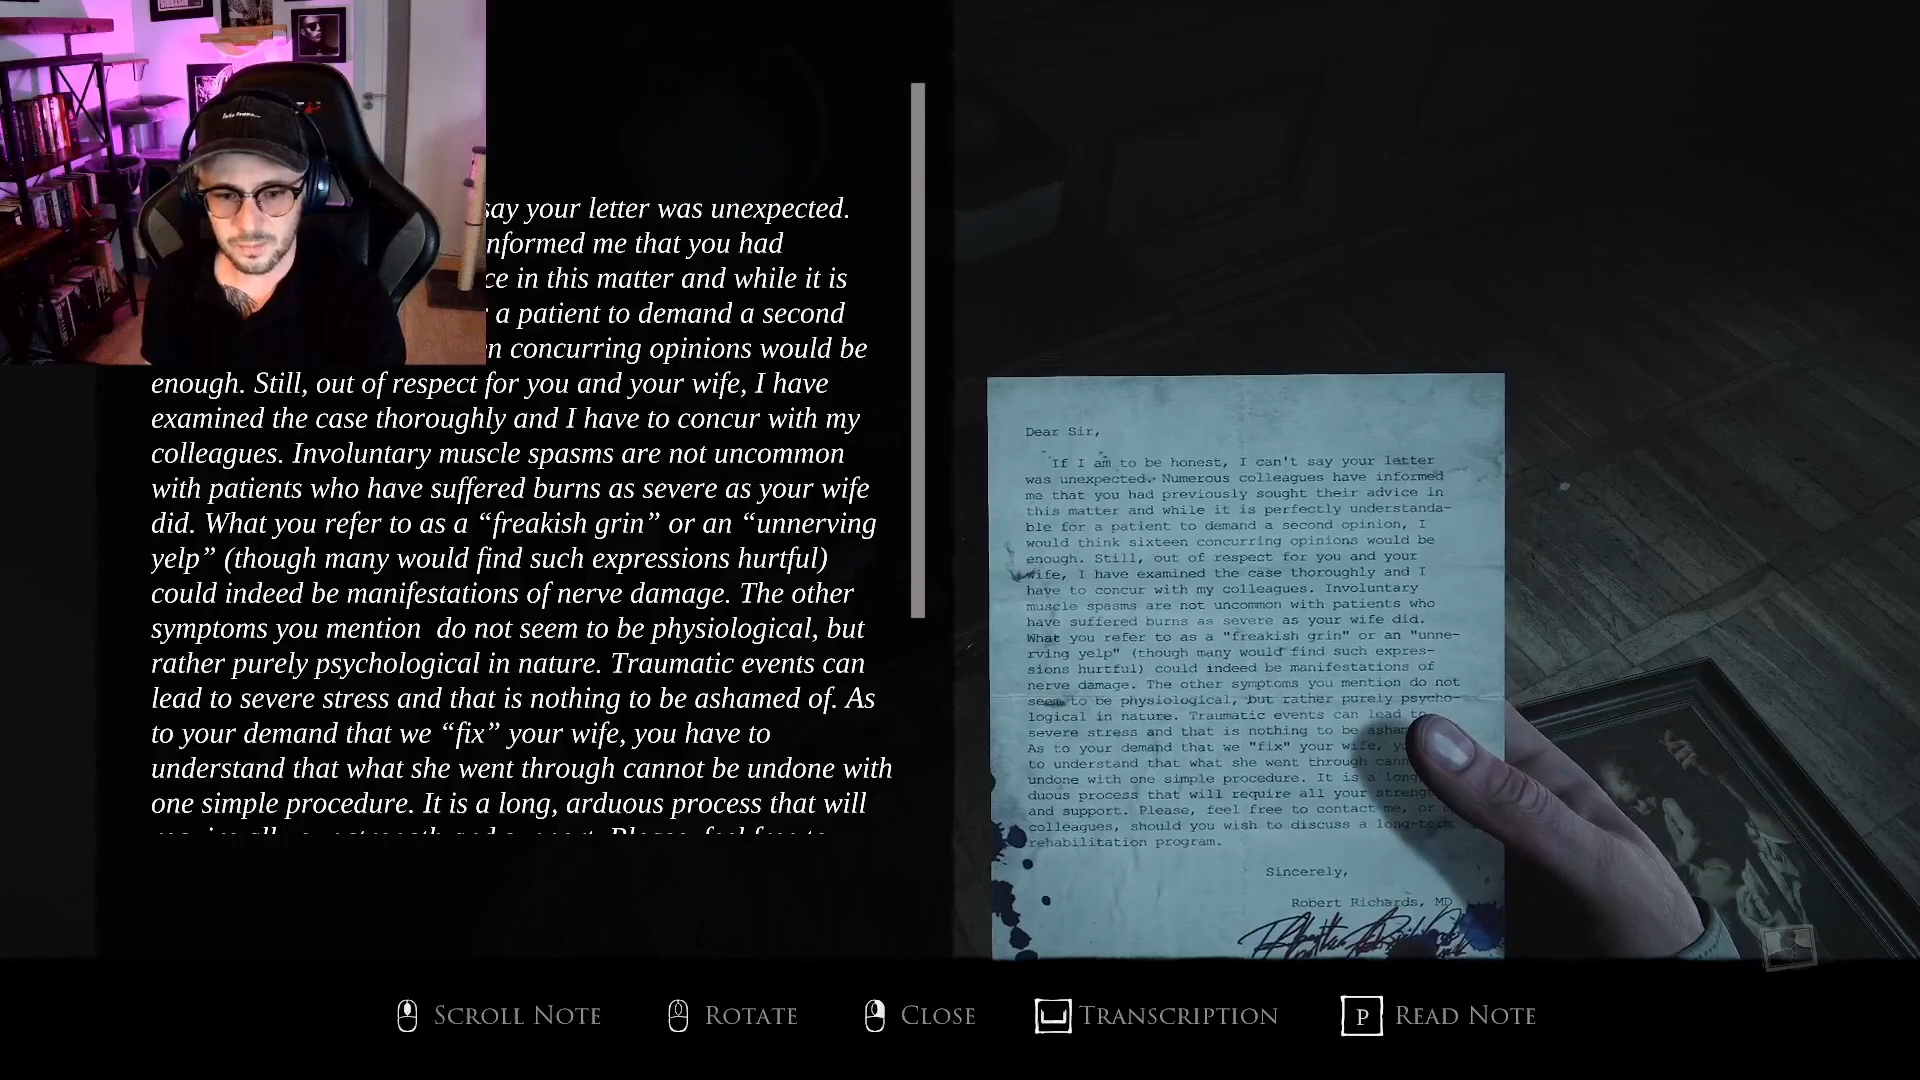 say your letter was unexpected.
nformed me that you had
ce in this matter and while it is
a patient to demand a second
n concurring opinions would be
enough. Still, out of respect for you and your wife, I have
examined the case thoroughly and I have to concur with my
colleagues. Involuntary muscle spasms are not uncommon
with patients who have suffered burns as severe as your wife
did. What you refer to as a “freakish grin” or an “unnerving
yelp” (though many would find such expressions hurtful)
could indeed be manifestations of nerve damage. The other
symptoms you mention  do not seem to be physiological, but
rather purely psychological in nature. Traumatic events can
lead to severe stress and that is nothing to be ashamed of. As
to your demand that we “fix” your wife, you have to
understand that what she went through cannot be undone with
one simple procedure. It is a long, arduous process that will
Dear Sir,
If I am to be honest, I can't say your letter
was unexpected. Numerous colleagues have informed
me that you had previously sought their advice in
this matter and while it is perfectly understanda-
ble for a patient to demand a second opinion, I
would think sixteen concurring opinions would be
enough. Still, out of respect for you and your
wife, I have examined the case thoroughly and I
have to concur with my colleagues. Involuntary
muscle spasms are not uncommon with patients who
have suffered burns as severe as your wife did.
What you refer to as a "freakish grin" or an "unne-
rving yelp" (though many would find such expres-
sions hurtful) could indeed be manifestations of
nerve damage. The other symptoms you mention do not
seem to be physiological, but rather purely psycho-
logical in nature. Traumatic events can lead to
severe stress and that is nothing to be asham
As to your demand that we "fix" your wife, y
to understand that what she went through cann
undone with one simple procedure. It is a long
duous process that will require all your streng
and support. Please, feel free to contact me, or
colleagues, should you wish to discuss a long-term
rehabilitation program.
Sincerely,
Robert Richards, MD
SCROLL NOTE
ROTATE
CLOSE
TRANSCRIPTION
P
READ NOTE